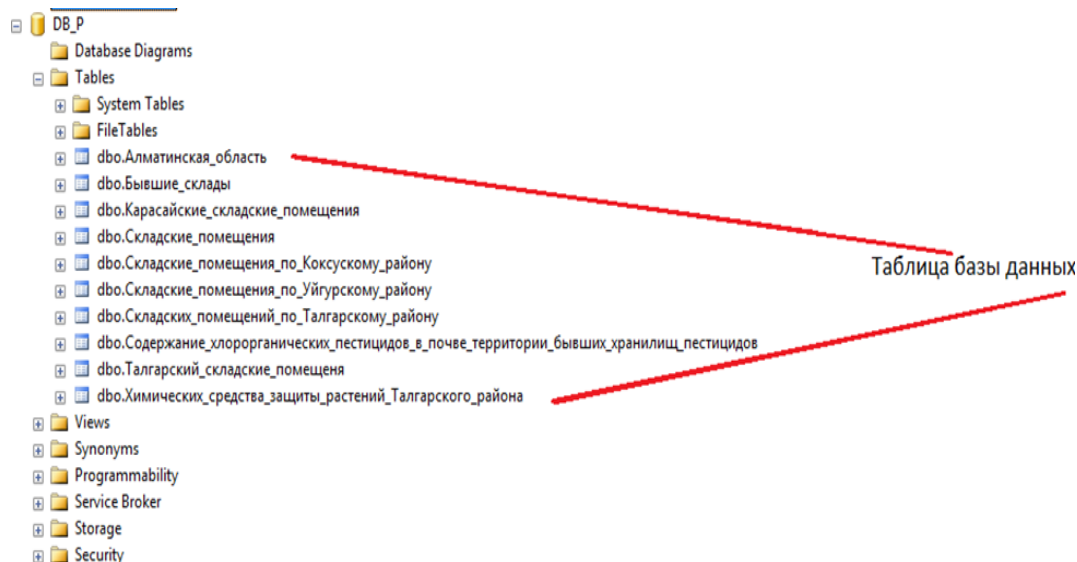 DB_P
Database Diagrams
Tables
System Tables
FileTables
dbo.Алматинская_область
dbo.Бывшие_склады
dbo.Карасайские_складские_помещения
dbo.Складские_помещения
dbo.Складские_помещения_по_Коксускому_району
dbo.Складские_помещения_по_Уйгурскому_району
dbo.Складских_помещений_по_Талгарскому_району
dbo.Содержание_хлорорганических_пестицидов_в_почве_территории_бывших_хранилищ_пестицидов
dbo.Талгарский_складские_помещеня
dbo.Химических_средства_защиты_растений_Талгарского_района
Views
Synonyms
Programmability
Service Broker
Storage
Security
Таблица базы данных